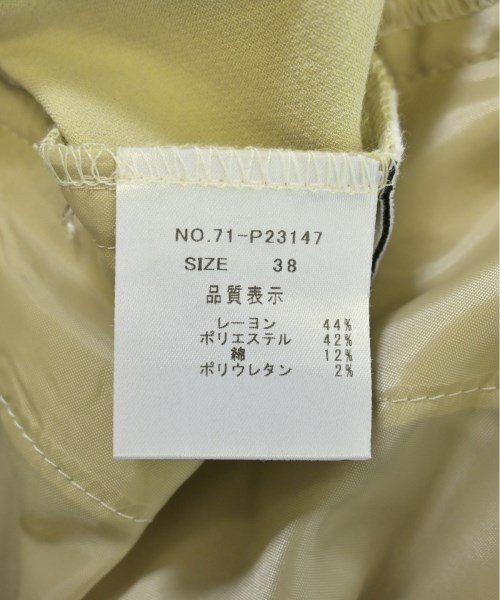 NO.71-P23147
SIZE 38
品質表示
レーヨン 44%
ポリエステル 42%
綿 12%
ポリウレタン 2%